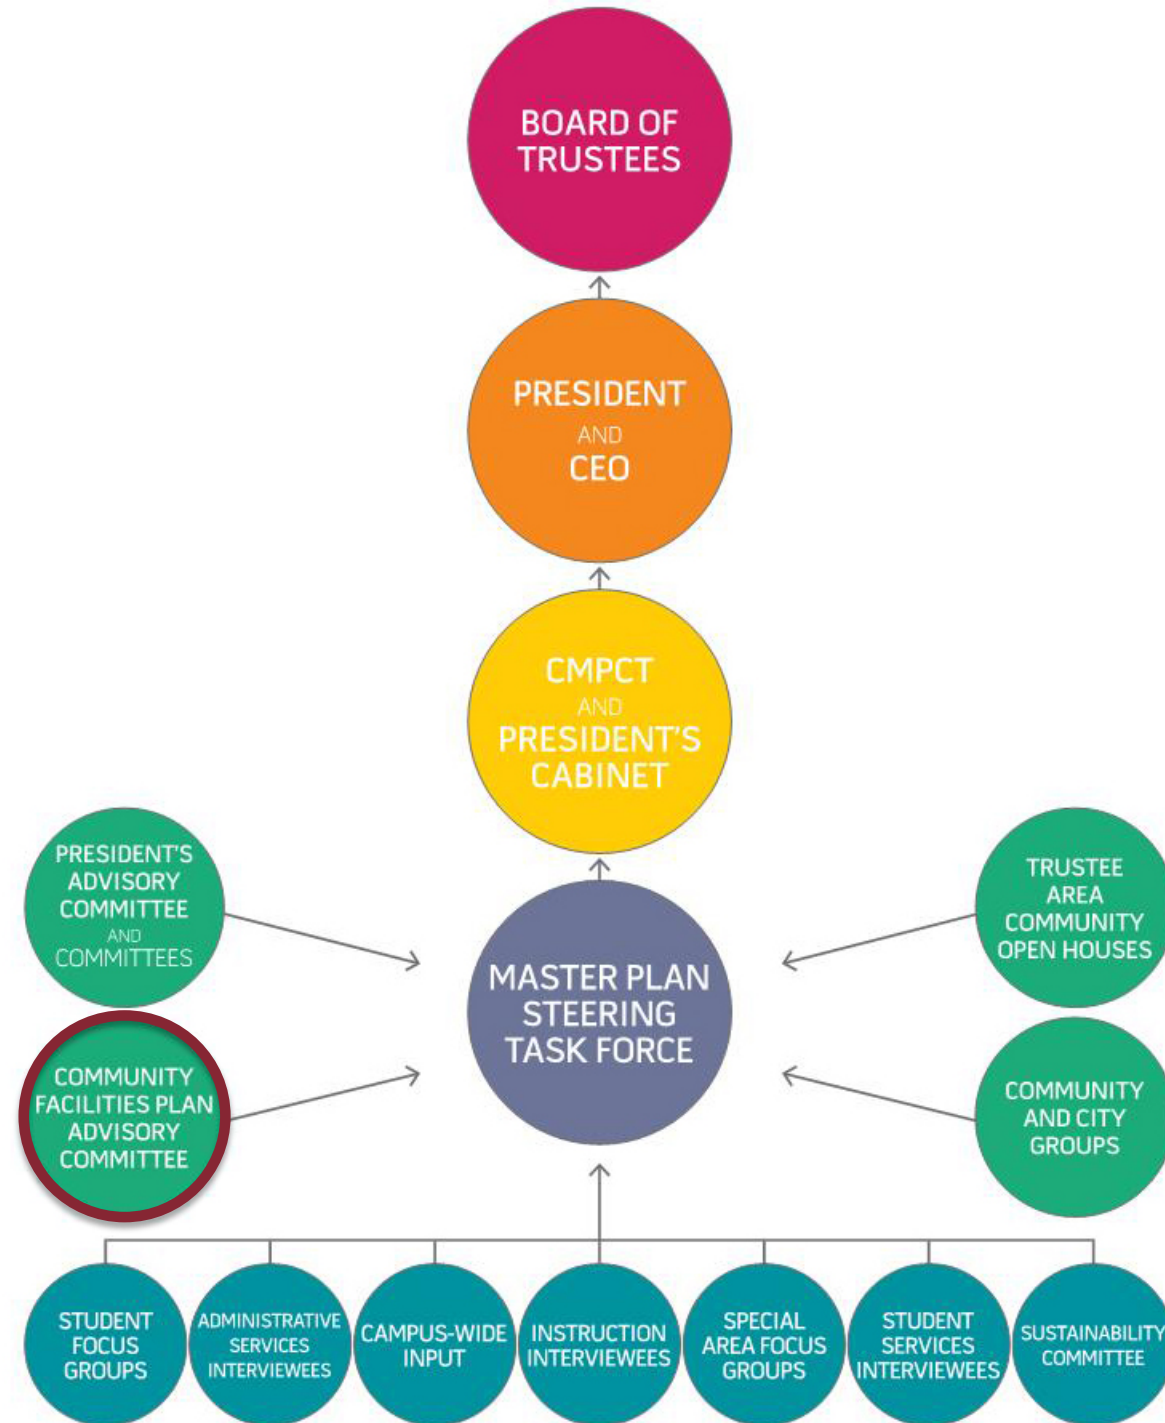 BOARD OF
TRUSTEES
PRESIDENT
AND
CEO
CMPCT
AND
PRESIDENT'S
CABINET
PRESIDENT'S
ADVISORY
COMMITTEE
AND
COMMITTEES
TRUSTEE
AREA
COMMUNITY
OPEN HOUSES
MASTER PLAN
STEERING
TASK FORCE
COMMUNITY
FACILITIES PLAN
ADVISORY
COMMITTEE
COMMUNITY
AND CITY
GROUPS
STUDENT
FOCUS
GROUPS
ADMINISTRATIVE
SERVICES
INTERVIEWEES
CAMPUS-WIDE
INPUT
INSTRUCTION
INTERVIEWEES
SPECIAL
AREA FOCUS
GROUPS
STUDENT
SERVICES
INTERVIEWEES
SUSTAINABILITY
COMMITTEE